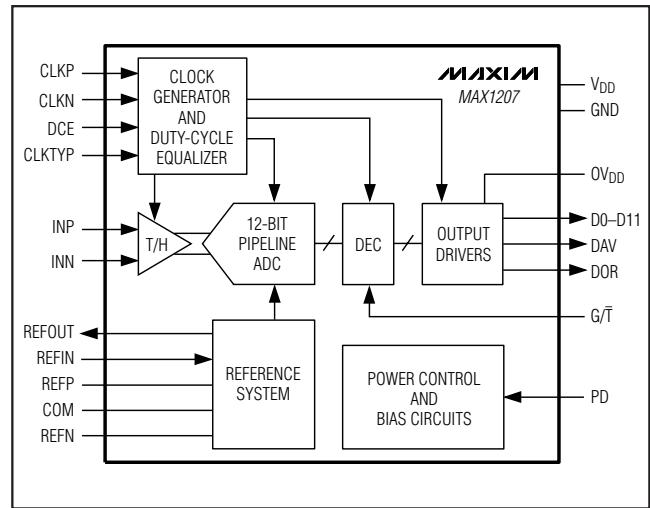 CLKP
CLKN
DCE
CLKTYP
INP
INN
REFOUT
REFIN
REFP
COM
REFN
CLOCK
GENERATOR
AND
DUTY-CYCLE
EQUALIZER
T/H
12-BIT
PIPELINE
ADC
DEC
OUTPUT
DRIVERS
REFERENCE
SYSTEM
POWER CONTROL
AND
BIAS CIRCUITS
MAXIM
MAX1207
VDD
GND
OVDD
D0–D11
DAV
DOR
G/T̅
PD